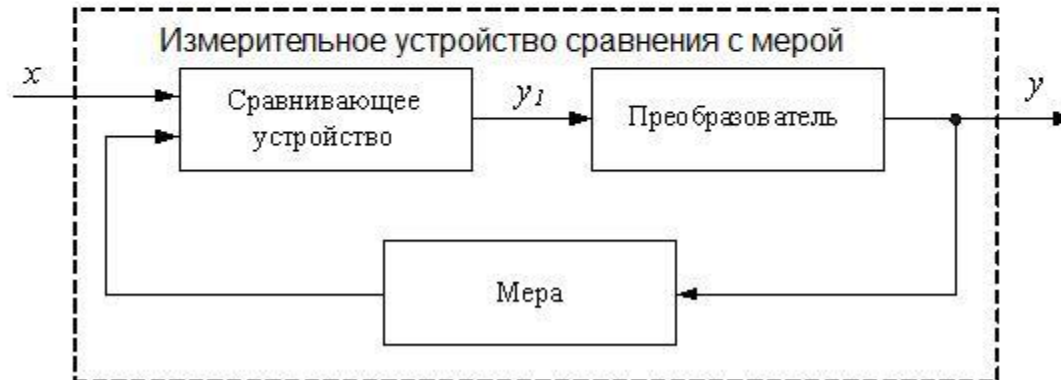 Измерительное устройство сравнения с мерой
x
Сравнивающее
устройство
y1
Преобразователь
y
Мера